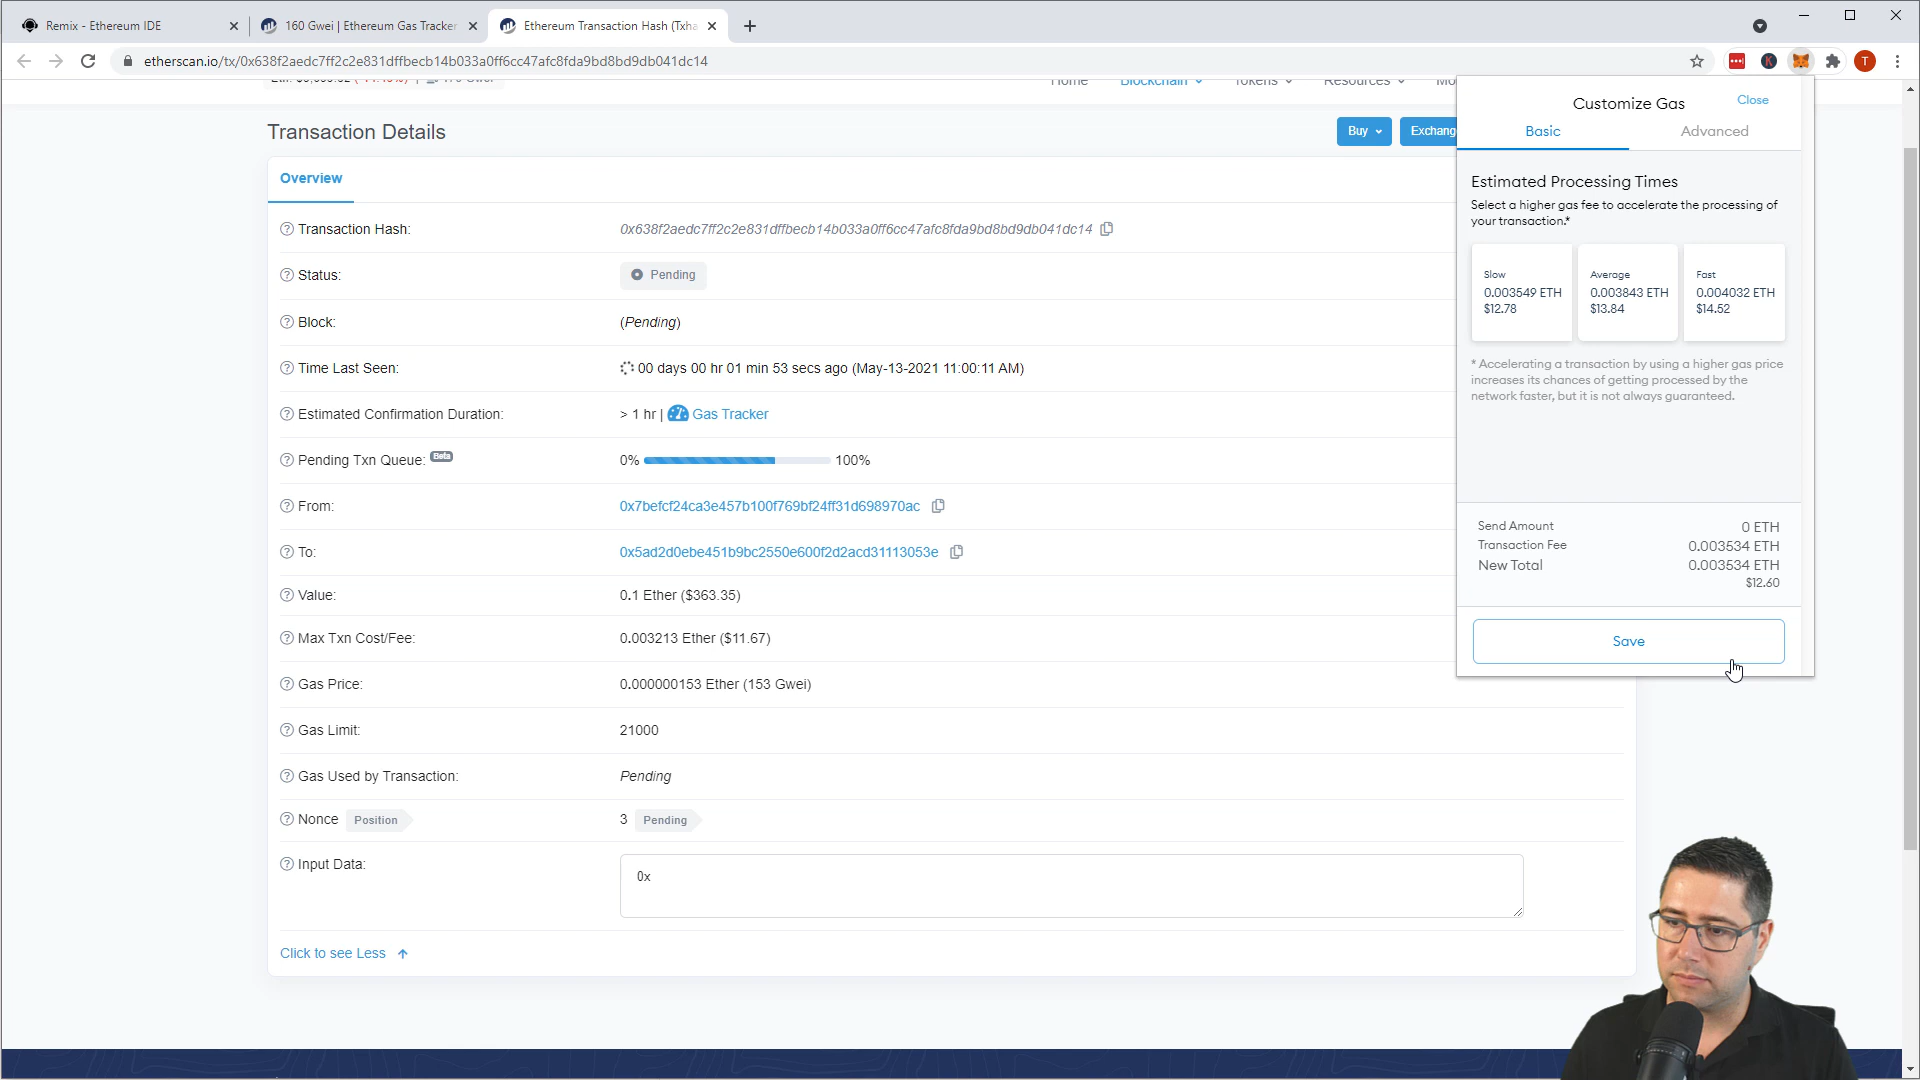 Remix - Ethereum IDE
160 Gwei | Ethereum Gas Tracker
Ethereum Transaction Hash (Txha
etherscan.io/tx/0x638f2aedc7ff2c2e831dffbecb14b033a0ff6cc47afc8fda9bd8bd9db041dc14
T
Home
Blockchain
Tokens
Resources
Transaction Details
Buy
Exchang
Overview
Transaction Hash:
0x638f2aedc7ff2c2e831dffbecb14b033a0ff6cc47afc8fda9bd8bd9db041dc14
Status:
Pending
Block:
(Pending)
Time Last Seen:
00 days 00 hr 01 min 53 secs ago (May-13-2021 11:00:11 AM)
Estimated Confirmation Duration:
> 1 hr | Gas Tracker
Pending Txn Queue: Beta
0% 100%
From:
0x7befcf24ca3e457b100f769bf24ff31d698970ac
To:
0x5ad2d0ebe451b9bc2550e600f2d2acd31113053e
Value:
0.1 Ether ($363.35)
Max Txn Cost/Fee:
0.003213 Ether ($11.67)
Gas Price:
0.000000153 Ether (153 Gwei)
Gas Limit:
21000
Gas Used by Transaction:
Pending
Nonce Position
3 Pending
Input Data:
0x
Click to see Less
Customize Gas
Close
Basic
Advanced
Estimated Processing Times
Select a higher gas fee to accelerate the processing of
your transaction.*
Slow
0.003549 ETH
$12.78
Average
0.003843 ETH
$13.84
Fast
0.004032 ETH
$14.52
* Accelerating a transaction by using a higher gas price
increases its chances of getting processed by the
network faster, but it is not always guaranteed.
Send Amount
0 ETH
Transaction Fee
0.003534 ETH
New Total
0.003534 ETH
$12.60
Save